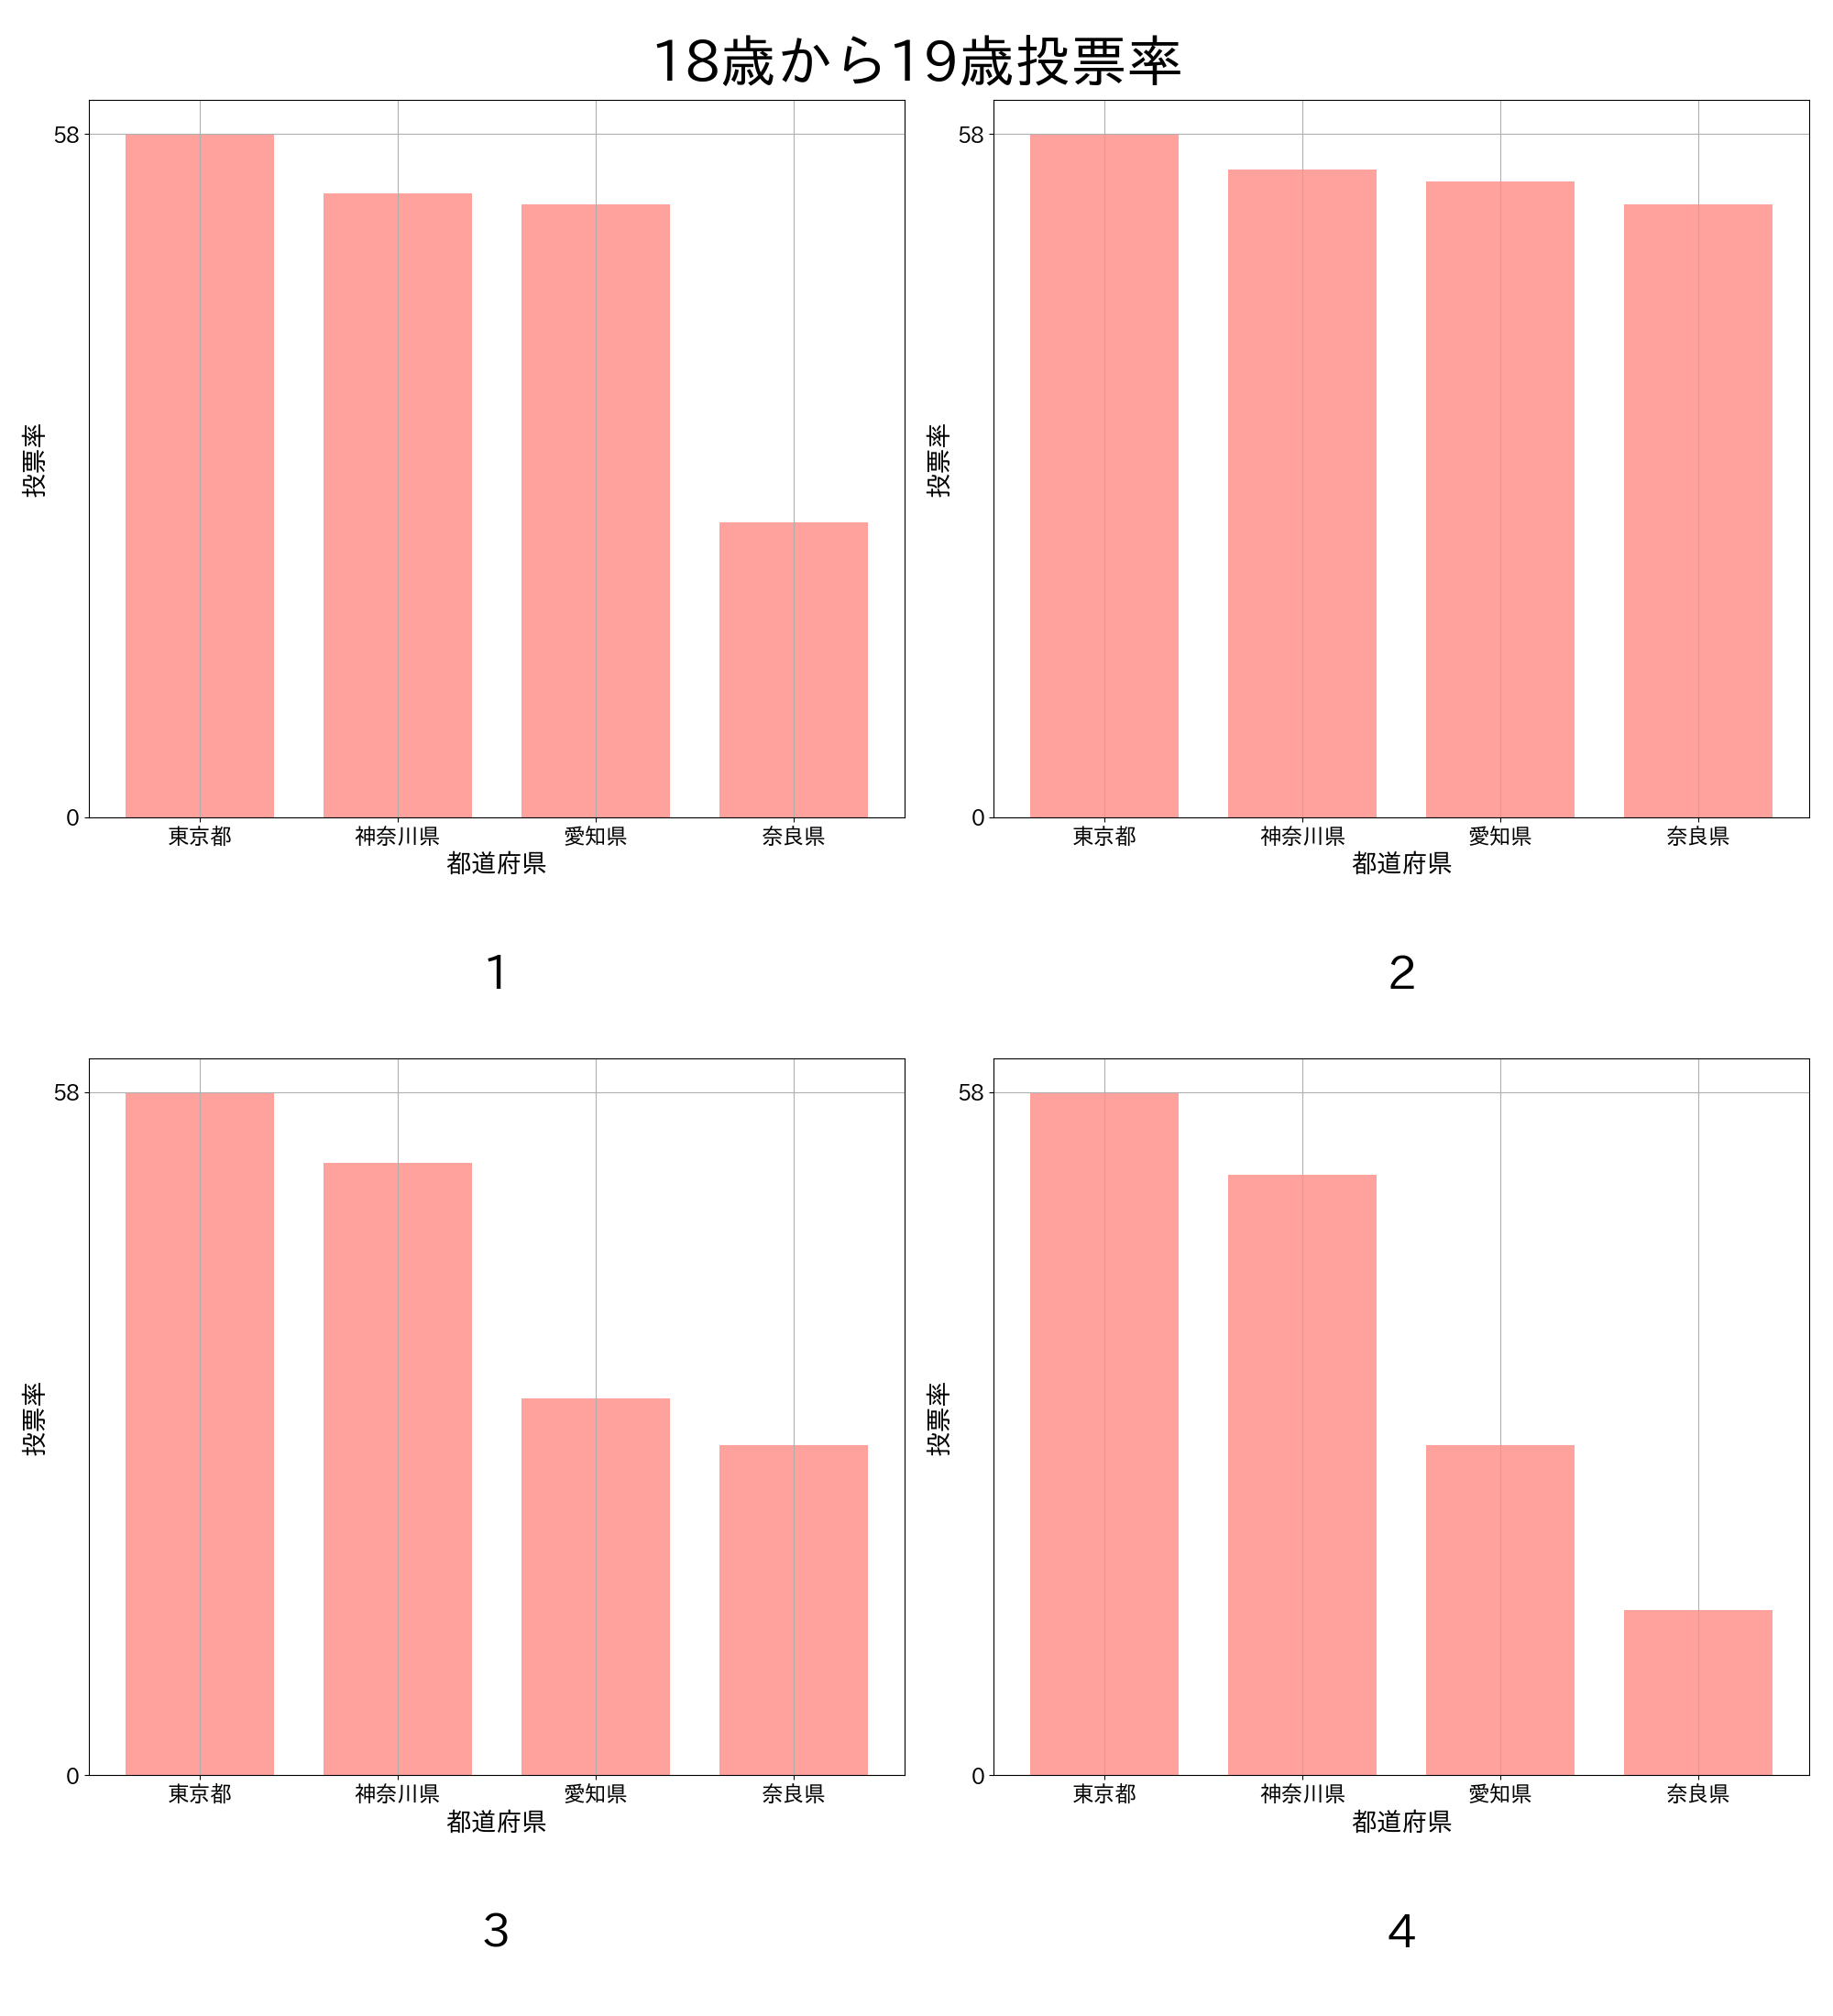 18歳から19歳投票率
58
0
投票率
東京都 神奈川県 愛知県 奈良県
都道府県
1
58
0
投票率
東京都 神奈川県 愛知県 奈良県
都道府県
2
58
0
投票率
東京都 神奈川県 愛知県 奈良県
都道府県
3
58
0
投票率
東京都 神奈川県 愛知県 奈良県
都道府県
4